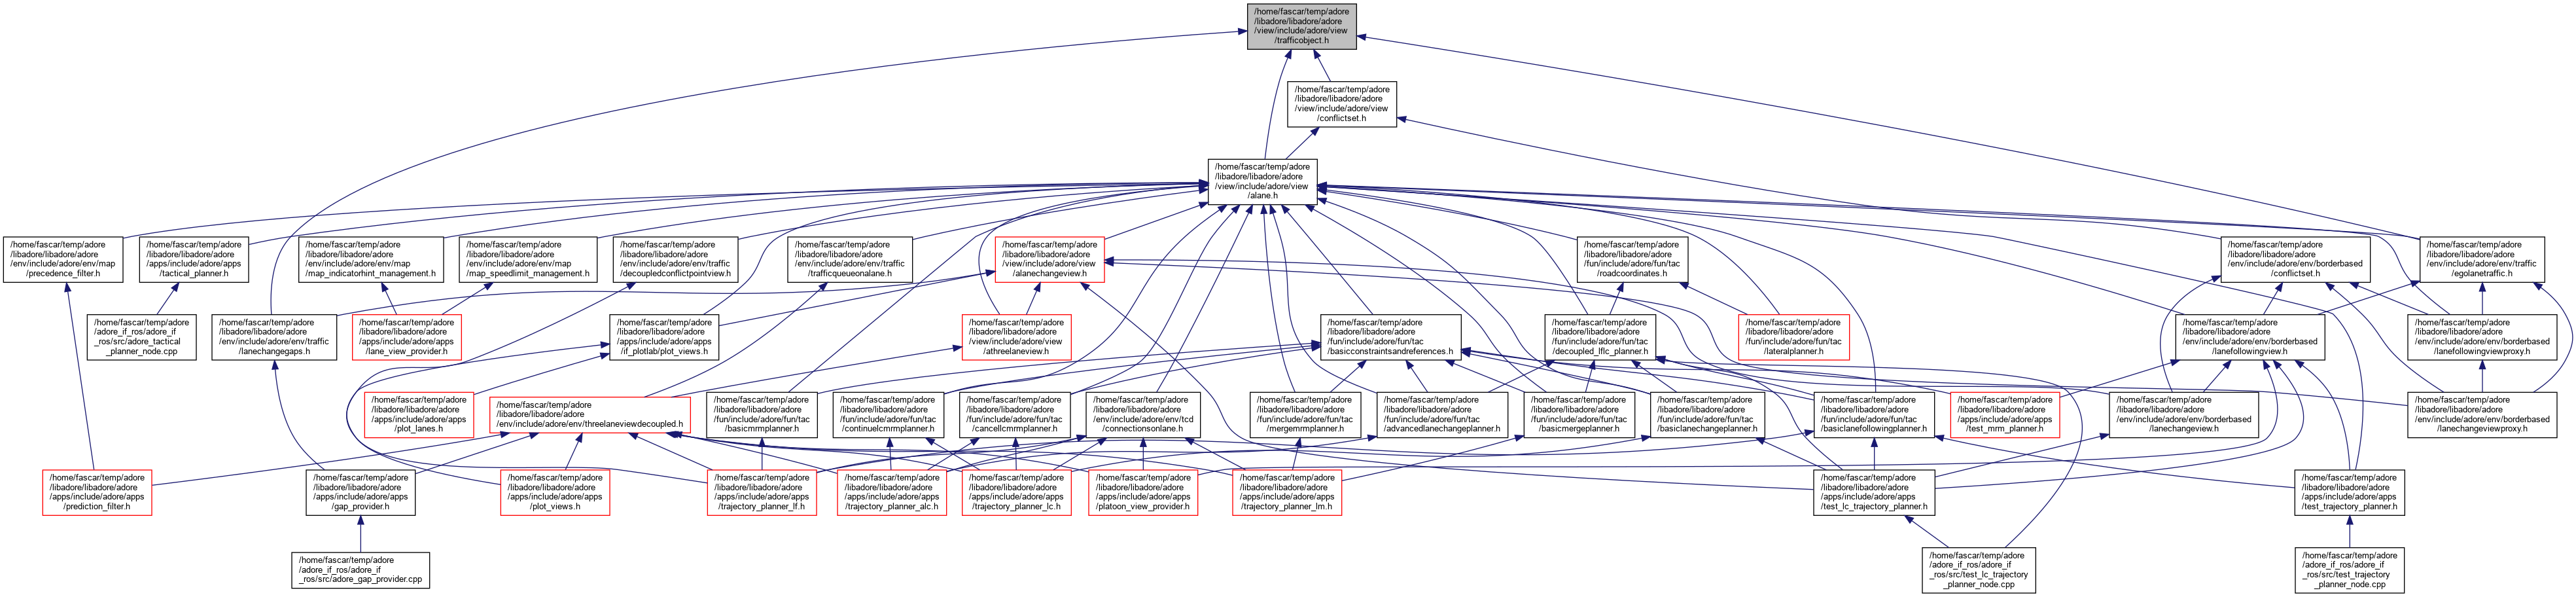 /home/fascar/temp/adore
/libadore/libadore/adore
/view/include/adore/view
/trafficobject.h
/home/fascar/temp/adore
/libadore/libadore/adore
/view/include/adore/view
/conflictset.h
/home/fascar/temp/adore
/libadore/libadore/adore
/view/include/adore/view
/alane.h
/home/fascar/temp/adore
/libadore/libadore/adore
/env/include/adore/env/map
/precedence_filter.h
/home/fascar/temp/adore
/libadore/libadore/adore
/apps/include/adore/apps
/tactical_planner.h
/home/fascar/temp/adore
/libadore/libadore/adore
/env/include/adore/env/map
/map_indicatorhint_management.h
/home/fascar/temp/adore
/libadore/libadore/adore
/env/include/adore/env/map
/map_speedlimit_management.h
/home/fascar/temp/adore
/libadore/libadore/adore
/env/include/adore/env/traffic
/decoupledconflictpointview.h
/home/fascar/temp/adore
/libadore/libadore/adore
/env/include/adore/env/traffic
/trafficqueueonalane.h
/home/fascar/temp/adore
/libadore/libadore/adore
/view/include/adore/view
/alanechangeview.h
/home/fascar/temp/adore
/libadore/libadore/adore
/fun/include/adore/fun/tac
/roadcoordinates.h
/home/fascar/temp/adore
/libadore/libadore/adore
/env/include/adore/env/borderbased
/conflictset.h
/home/fascar/temp/adore
/libadore/libadore/adore
/env/include/adore/env/traffic
/egolanetraffic.h
/home/fascar/temp/adore
/adore_if_ros/adore_if
_ros/src/adore_tactical
_planner_node.cpp
/home/fascar/temp/adore
/libadore/libadore/adore
/env/include/adore/env/traffic
/lanechangegaps.h
/home/fascar/temp/adore
/libadore/libadore/adore
/apps/include/adore/apps
/lane_view_provider.h
/home/fascar/temp/adore
/libadore/libadore/adore
/apps/include/adore/apps
/if_plotlab/plot_views.h
/home/fascar/temp/adore
/libadore/libadore/adore
/view/include/adore/view
/athreelaneview.h
/home/fascar/temp/adore
/libadore/libadore/adore
/fun/include/adore/fun/tac
/basicconstraintsandreferences.h
/home/fascar/temp/adore
/libadore/libadore/adore
/fun/include/adore/fun/tac
/decoupled_lflc_planner.h
/home/fascar/temp/adore
/libadore/libadore/adore
/fun/include/adore/fun/tac
/lateralplanner.h
/home/fascar/temp/adore
/libadore/libadore/adore
/env/include/adore/env/borderbased
/lanefollowingview.h
/home/fascar/temp/adore
/libadore/libadore/adore
/env/include/adore/env/borderbased
/lanefollowingviewproxy.h
/home/fascar/temp/adore
/libadore/libadore/adore
/apps/include/adore/apps
/plot_lanes.h
/home/fascar/temp/adore
/libadore/libadore/adore
/env/include/adore/env/threelaneviewdecoupled.h
/home/fascar/temp/adore
/libadore/libadore/adore
/fun/include/adore/fun/tac
/basicmrmplanner.h
/home/fascar/temp/adore
/libadore/libadore/adore
/fun/include/adore/fun/tac
/continuelcmrmplanner.h
/home/fascar/temp/adore
/libadore/libadore/adore
/fun/include/adore/fun/tac
/cancellcmrmplanner.h
/home/fascar/temp/adore
/libadore/libadore/adore
/env/include/adore/env/tcd
/connectionsonlane.h
/home/fascar/temp/adore
/libadore/libadore/adore
/fun/include/adore/fun/tac
/mergemrmplanner.h
/home/fascar/temp/adore
/libadore/libadore/adore
/fun/include/adore/fun/tac
/advancedlanechangeplanner.h
/home/fascar/temp/adore
/libadore/libadore/adore
/fun/include/adore/fun/tac
/basicmergeplanner.h
/home/fascar/temp/adore
/libadore/libadore/adore
/fun/include/adore/fun/tac
/basiclanechangeplanner.h
/home/fascar/temp/adore
/libadore/libadore/adore
/fun/include/adore/fun/tac
/basiclanefollowingplanner.h
/home/fascar/temp/adore
/libadore/libadore/adore
/apps/include/adore/apps
/test_mrm_planner.h
/home/fascar/temp/adore
/libadore/libadore/adore
/env/include/adore/env/borderbased
/lanechangeview.h
/home/fascar/temp/adore
/libadore/libadore/adore
/env/include/adore/env/borderbased
/lanechangeviewproxy.h
/home/fascar/temp/adore
/libadore/libadore/adore
/apps/include/adore/apps
/prediction_filter.h
/home/fascar/temp/adore
/libadore/libadore/adore
/apps/include/adore/apps
/gap_provider.h
/home/fascar/temp/adore
/libadore/libadore/adore
/apps/include/adore/apps
/plot_views.h
/home/fascar/temp/adore
/libadore/libadore/adore
/apps/include/adore/apps
/trajectory_planner_lf.h
/home/fascar/temp/adore
/libadore/libadore/adore
/apps/include/adore/apps
/trajectory_planner_alc.h
/home/fascar/temp/adore
/libadore/libadore/adore
/apps/include/adore/apps
/trajectory_planner_lc.h
/home/fascar/temp/adore
/libadore/libadore/adore
/apps/include/adore/apps
/platoon_view_provider.h
/home/fascar/temp/adore
/libadore/libadore/adore
/apps/include/adore/apps
/trajectory_planner_lm.h
/home/fascar/temp/adore
/libadore/libadore/adore
/apps/include/adore/apps
/test_lc_trajectory_planner.h
/home/fascar/temp/adore
/libadore/libadore/adore
/apps/include/adore/apps
/test_trajectory_planner.h
/home/fascar/temp/adore
/adore_if_ros/adore_if
_ros/src/adore_gap_provider.cpp
/home/fascar/temp/adore
/adore_if_ros/adore_if
_ros/src/test_lc_trajectory
_planner_node.cpp
/home/fascar/temp/adore
/adore_if_ros/adore_if
_ros/src/test_trajectory
_planner_node.cpp